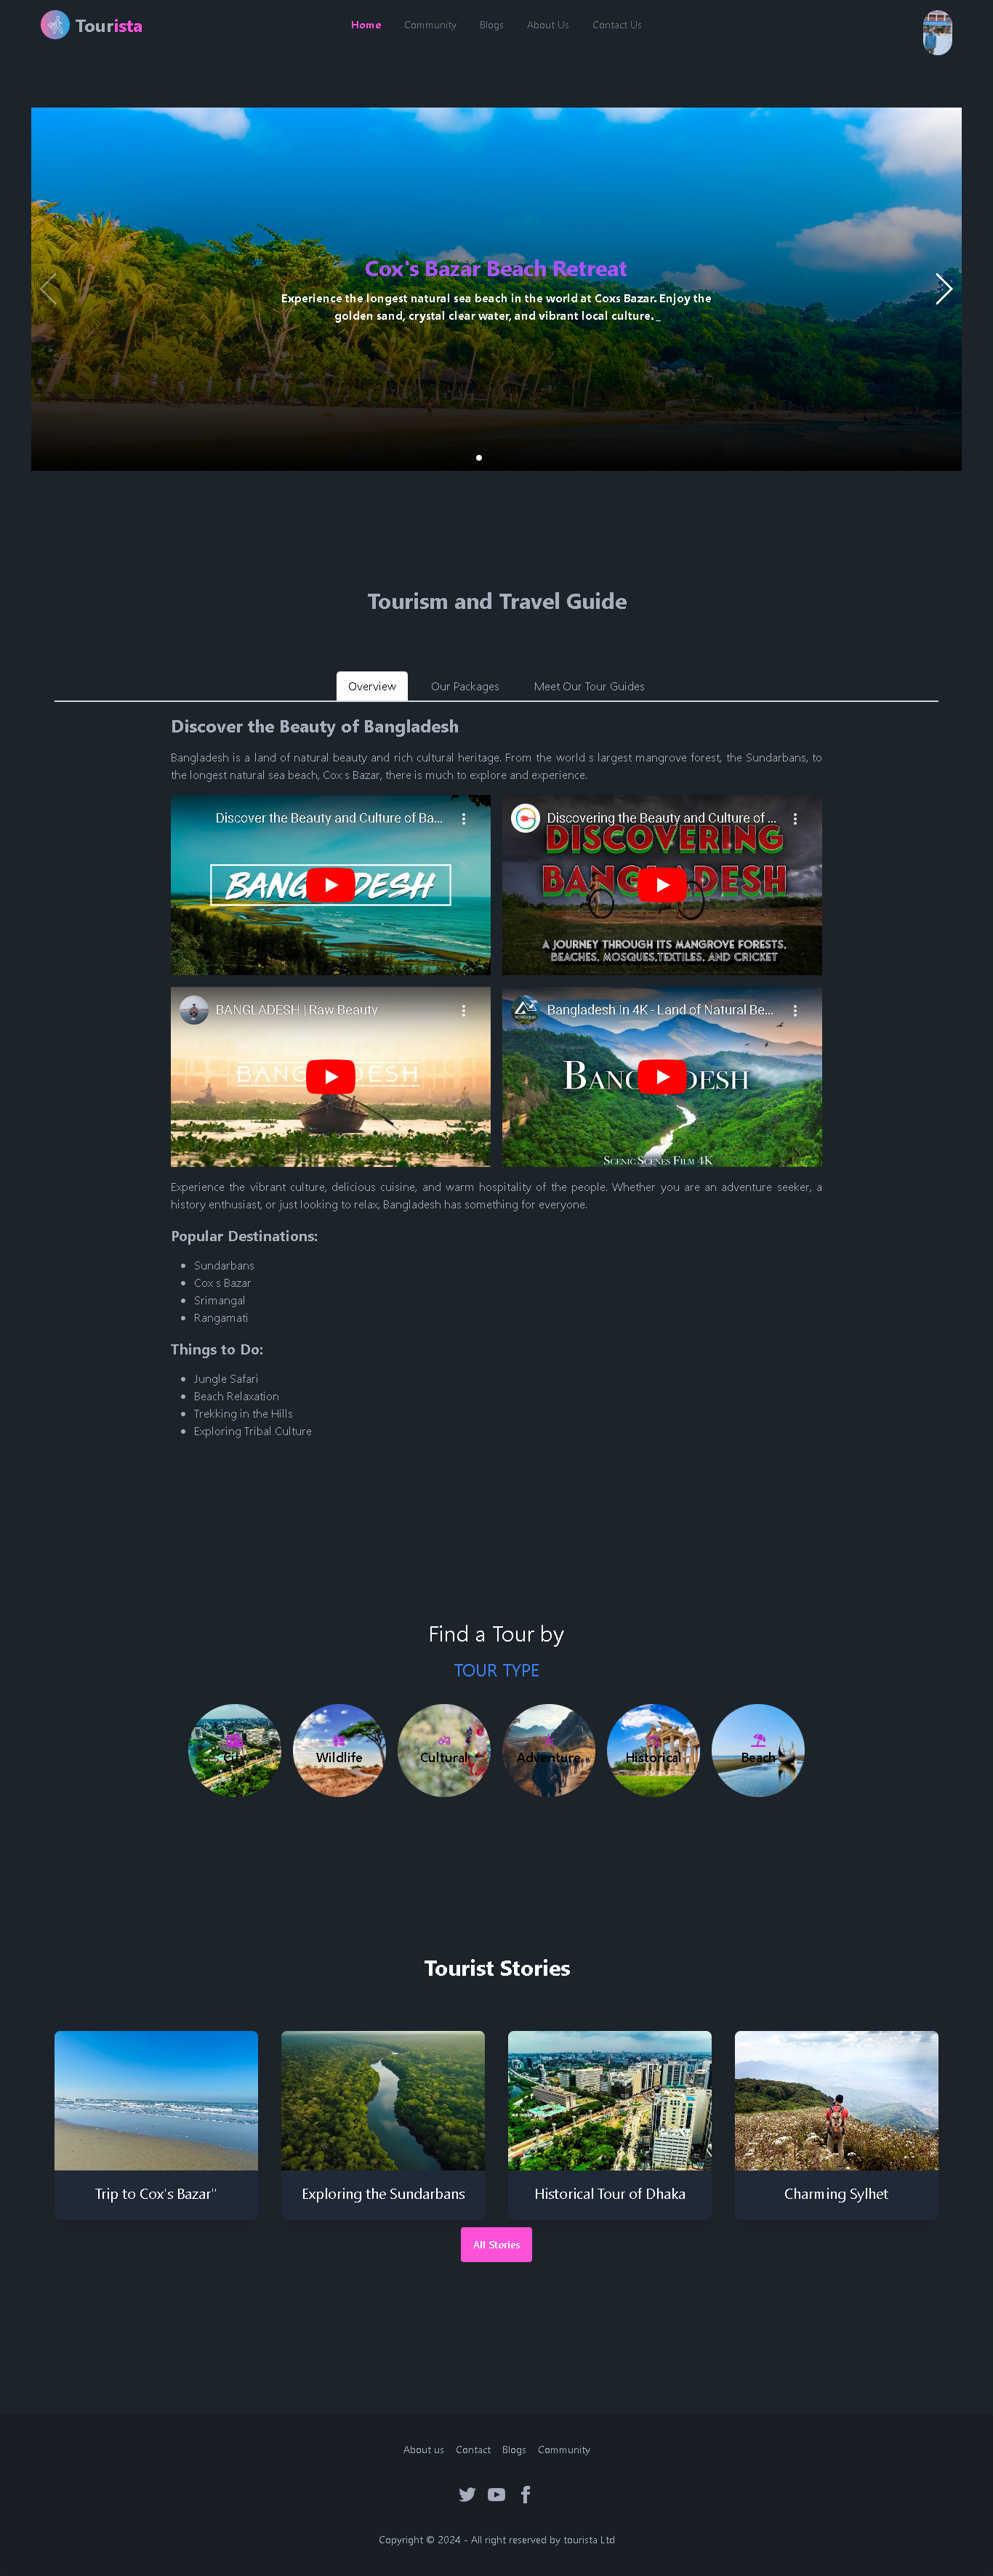 Tourista
Home Community Blogs About Us Contact Us
Cox's Bazar Beach Retreat
Experience the longest natural sea beach in the world at Coxs Bazar. Enjoy the
golden sand, crystal clear water, and vibrant local culture._
Tourism and Travel Guide
Overview Our Packages Meet Our Tour Guides
Discover the Beauty of Bangladesh
Bangladesh is a land of natural beauty and rich cultural heritage. From the world s largest mangrove forest, the Sundarbans, to
the longest natural sea beach, Cox s Bazar, there is much to explore and experience.
Discover the Beauty and Culture of Ba...
Discovering the Beauty and Culture of ...
DISCOVERING
BANGLADESH
A JOURNEY THROUGH ITS MANGROVE FORESTS,
BEACHES, MOSQUES,TEXTILES, AND CRICKET
BANGLADESH | Raw Beauty
Bangladesh In 4K - Land of Natural Be...
SCENIC SCENES FILM 4K
Experience the vibrant culture, delicious cuisine, and warm hospitality of the people. Whether you are an adventure seeker, a
history enthusiast, or just looking to relax, Bangladesh has something for everyone.
Popular Destinations:
Sundarbans
Cox s Bazar
Srimangal
Rangamati
Things to Do:
Jungle Safari
Beach Relaxation
Trekking in the Hills
Exploring Tribal Culture
Find a Tour by
TOUR TYPE
City
Wildlife
Cultural
Adventure
Historical
Beach
Tourist Stories
Trip to Cox's Bazar"
Exploring the Sundarbans
Historical Tour of Dhaka
Charming Sylhet
All Stories
About us Contact Blogs Community
Copyright © 2024 - All right reserved by tourista Ltd